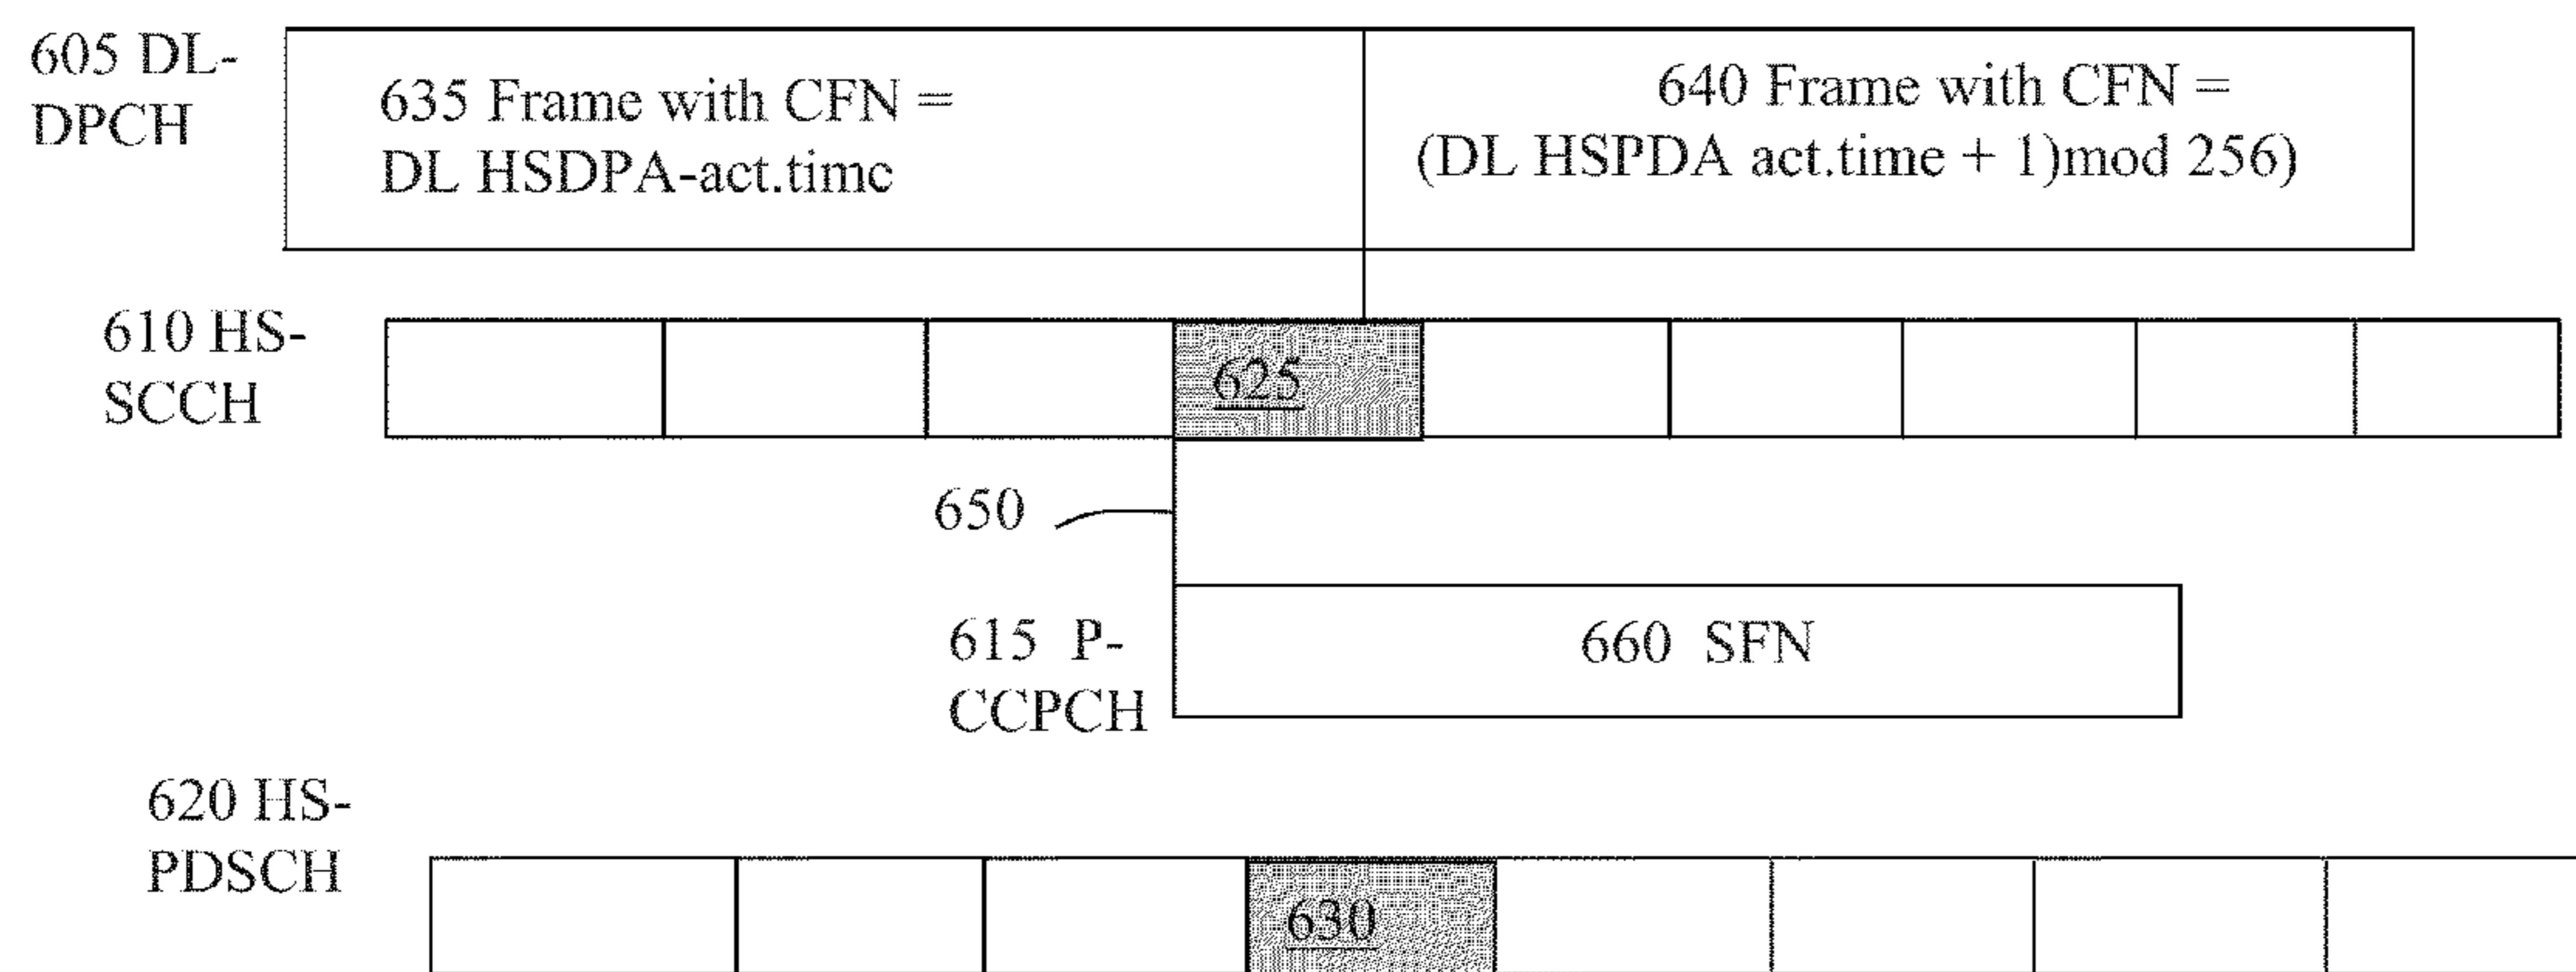 605 DL-
DPCH
635 Frame with CFN =
DL HSDPA-act.time
640 Frame with CFN =
(DL HSPDA act.time + 1)mod 256)
610 HS-
SCCH
625
650
615 P-
CCPCH
660 SFN
620 HS-
PDSCH
630